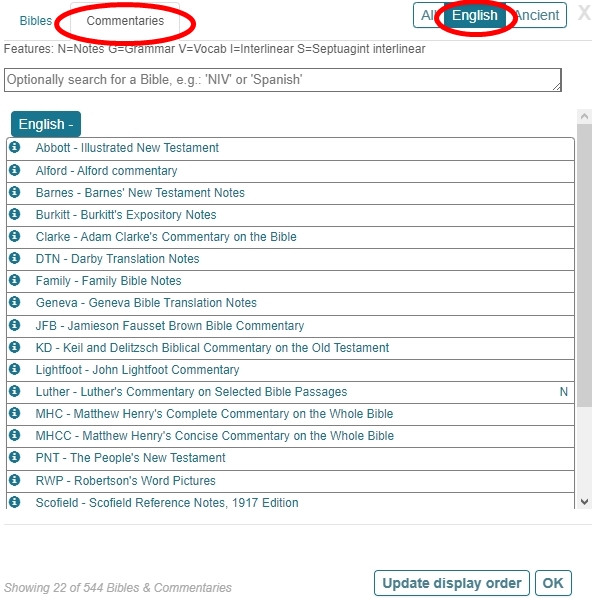 Bibles Commentaries All English Ancient X
Features: N=Notes G=Grammar V=Vocab I=Interlinear S=Septuagint interlinear
Optionally search for a Bible, e.g.: 'NIV' or 'Spanish'
English -
Abbott - Illustrated New Testament
Alford - Alford commentary
Barnes - Barnes' New Testament Notes
Burkitt - Burkitt's Expository Notes
Clarke - Adam Clarke's Commentary on the Bible
DTN - Darby Translation Notes
Family - Family Bible Notes
Geneva - Geneva Bible Translation Notes
JFB - Jamieson Fausset Brown Bible Commentary
KD - Keil and Delitzsch Biblical Commentary on the Old Testament
Lightfoot - John Lightfoot Commentary
Luther - Luther's Commentary on Selected Bible Passages N
MHC - Matthew Henry's Complete Commentary on the Whole Bible
MHCC - Matthew Henry's Concise Commentary on the Whole Bible
PNT - The People's New Testament
RWP - Robertson's Word Pictures
Scofield - Scofield Reference Notes, 1917 Edition
Showing 22 of 544 Bibles & Commentaries Update display order OK